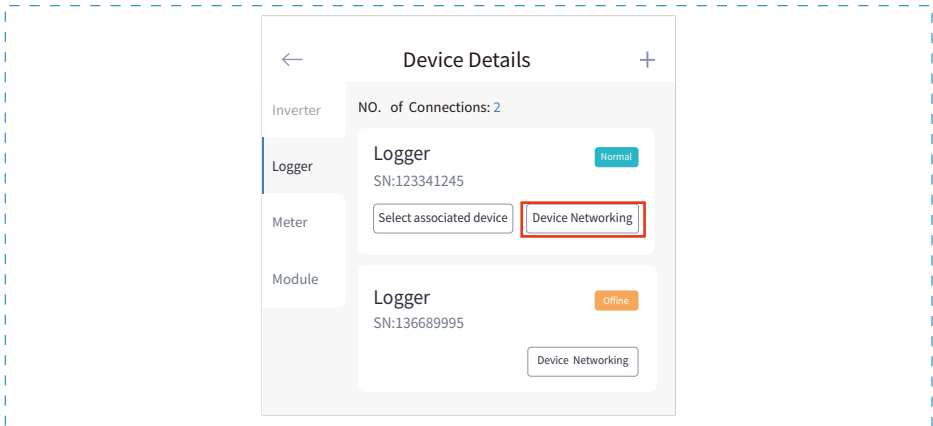 Device Details
Inverter
NO. of Connections: 2
Logger
Normal
SN:123341245
Logger
Select associated device
Device Networking
Meter
Module
Logger
Offine
SN:136689995
Device Networking